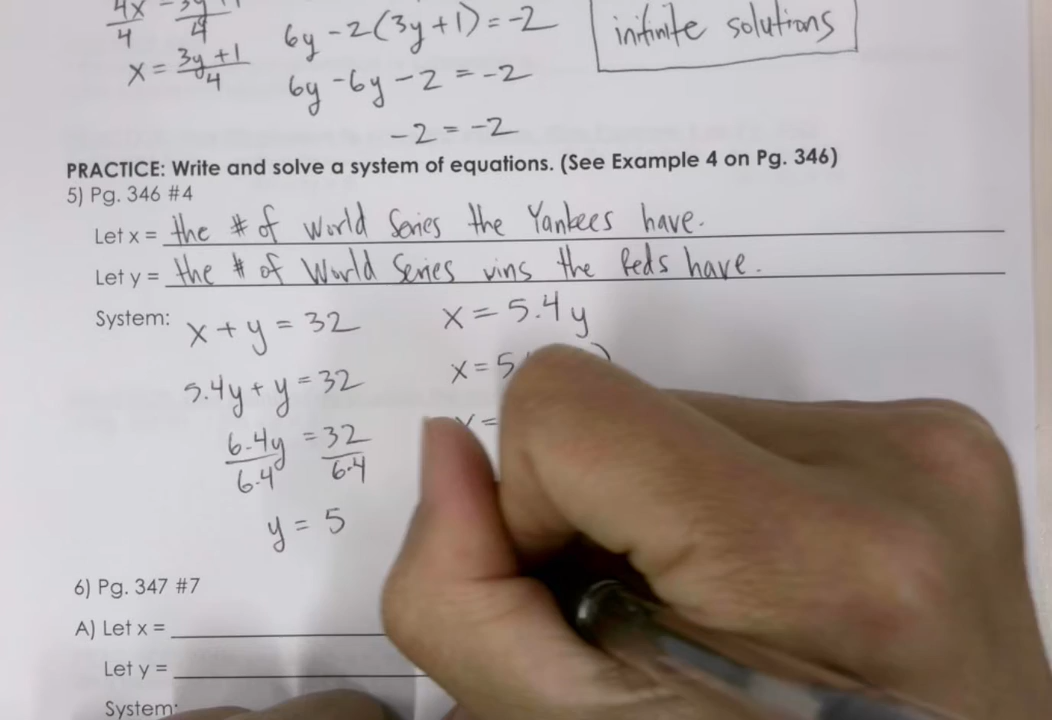 4x
4 4
x = 3y + 1
4
6y - 2(3y + 1) = -2
6y - 6y - 2 = -2
-2 = -2
infinite solutions
PRACTICE: Write and solve a system of equations. (See Example 4 on Pg. 346)
5) Pg. 346 #4
Let x = the # of World Series the Yankees have.
Let y = the # of World Series wins the Reds have.
System: x + y = 32 x = 5.4y
5.4y + y = 32 x = 5
6.4y = 32
6.4 6.4
y = 5
6) Pg. 347 #7
A) Let x =
Let y =
System: